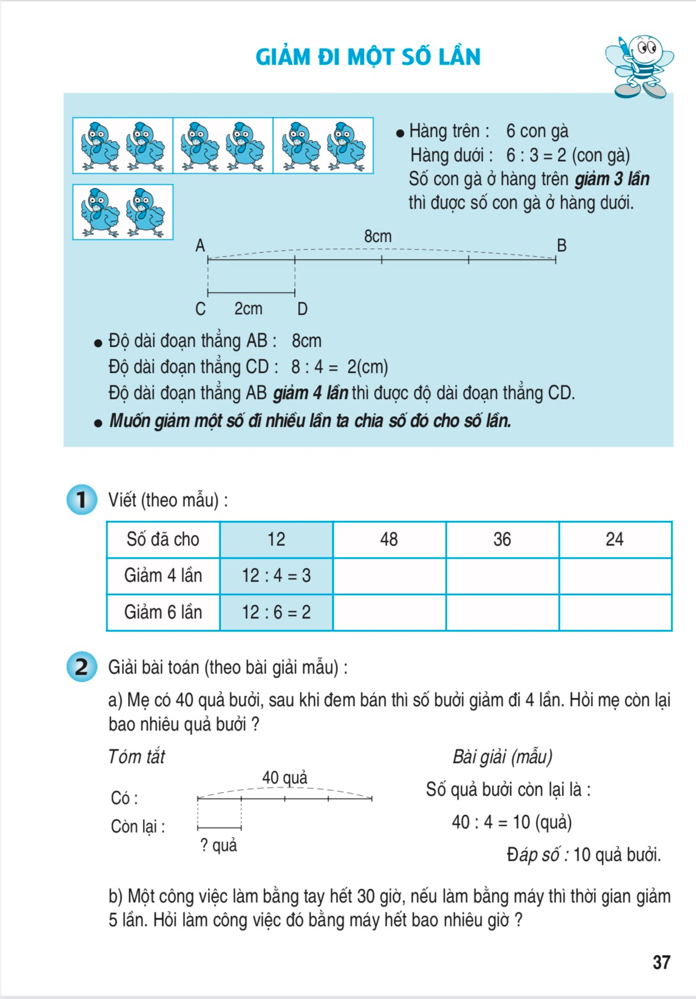 GIẢM ĐI MỘT SỐ LẦN
Hàng trên : 6 con gà
Hàng dưới : 6 : 3 = 2 (con gà)
Số con gà ở hàng trên giảm 3 lần
thì được số con gà ở hàng dưới.
8cm
A B
C 2cm D
Độ dài đoạn thẳng AB : 8cm
Độ dài đoạn thẳng CD : 8 : 4 = 2(cm)
Độ dài đoạn thẳng AB giảm 4 lần thì được độ dài đoạn thẳng CD.
Muốn giảm một số đi nhiều lần ta chia số đó cho số lần.
1 Viết (theo mẫu) :
Số đã cho 12 48 36 24
Giảm 4 lần 12 : 4 = 3
Giảm 6 lần 12 : 6 = 2
2 Giải bài toán (theo bài giải mẫu) :
a) Mẹ có 40 quả bưởi, sau khi đem bán thì số bưởi giảm đi 4 lần. Hỏi mẹ còn lại
bao nhiêu quả bưởi ?
Tóm tắt
40 quả
Có :
Còn lại :
? quả
Bài giải (mẫu)
Số quả bưởi còn lại là :
40 : 4 = 10 (quả)
Đáp số : 10 quả bưởi.
b) Một công việc làm bằng tay hết 30 giờ, nếu làm bằng máy thì thời gian giảm
5 lần. Hỏi làm công việc đó bằng máy hết bao nhiêu giờ ?
37